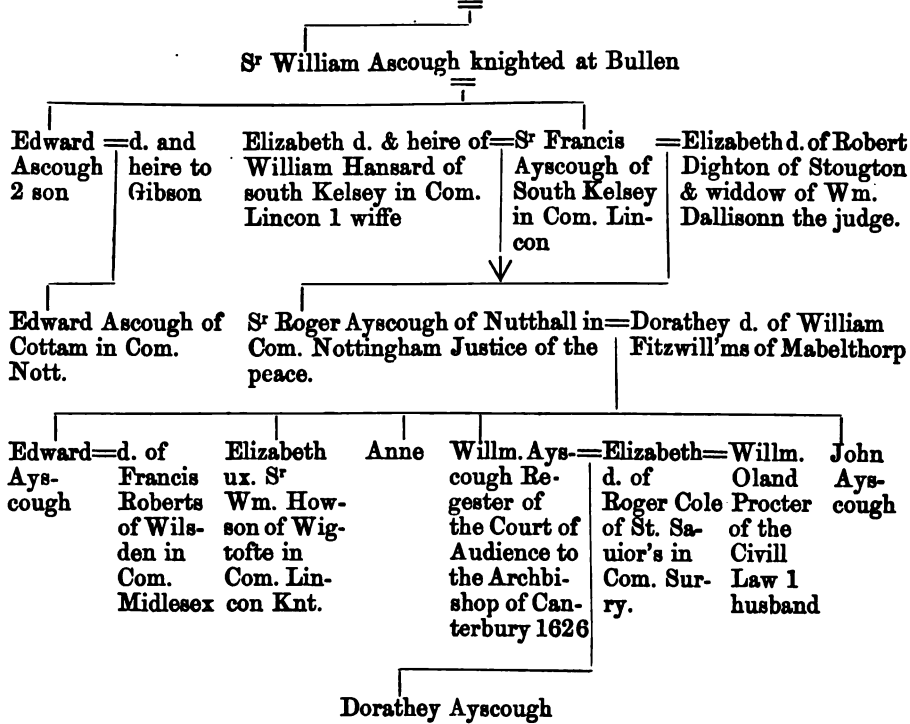 Sʳ William Ascough knighted at Bullen
Edward = d. and
Ascough heire to
2 son Gibson
Elizabeth d. & heire of = Sʳ Francis
William Hansard of Ayscough of
south Kelsey in Com. South Kelsey
Lincon 1 wiffe in Com. Lin-
con
= Elizabeth d. of Robert
Dighton of Stougton
& widdow of Wm.
Dallisonn the judge.
Edward Ascough of
Cottam in Com.
Nott.
Sʳ Roger Ayscough of Nutthall in = Dorathey d. of William
Com. Nottingham Justice of the Fitzwill'ms of Mabelthorp
peace.
Edward = d. of
Ays- Francis
cough Roberts
of Wils-
den in
Com.
Midlesex
Elizabeth
ux. Sʳ
Wm. How-
son of Wig-
tofte in
Com. Lin-
con Knt.
Anne
Willm. Ays-
cough Re-
gester of
the Court of
Audience to
the Archbi-
shop of Can-
terbury 1626
= Elizabeth =
d. of
Roger Cole
of St. Sa-
uior's in
Com. Sur-
ry.
Willm.
Oland
Procter
of the
Civill
Law 1
husband
John
Ays-
cough
Dorathey Ayscough